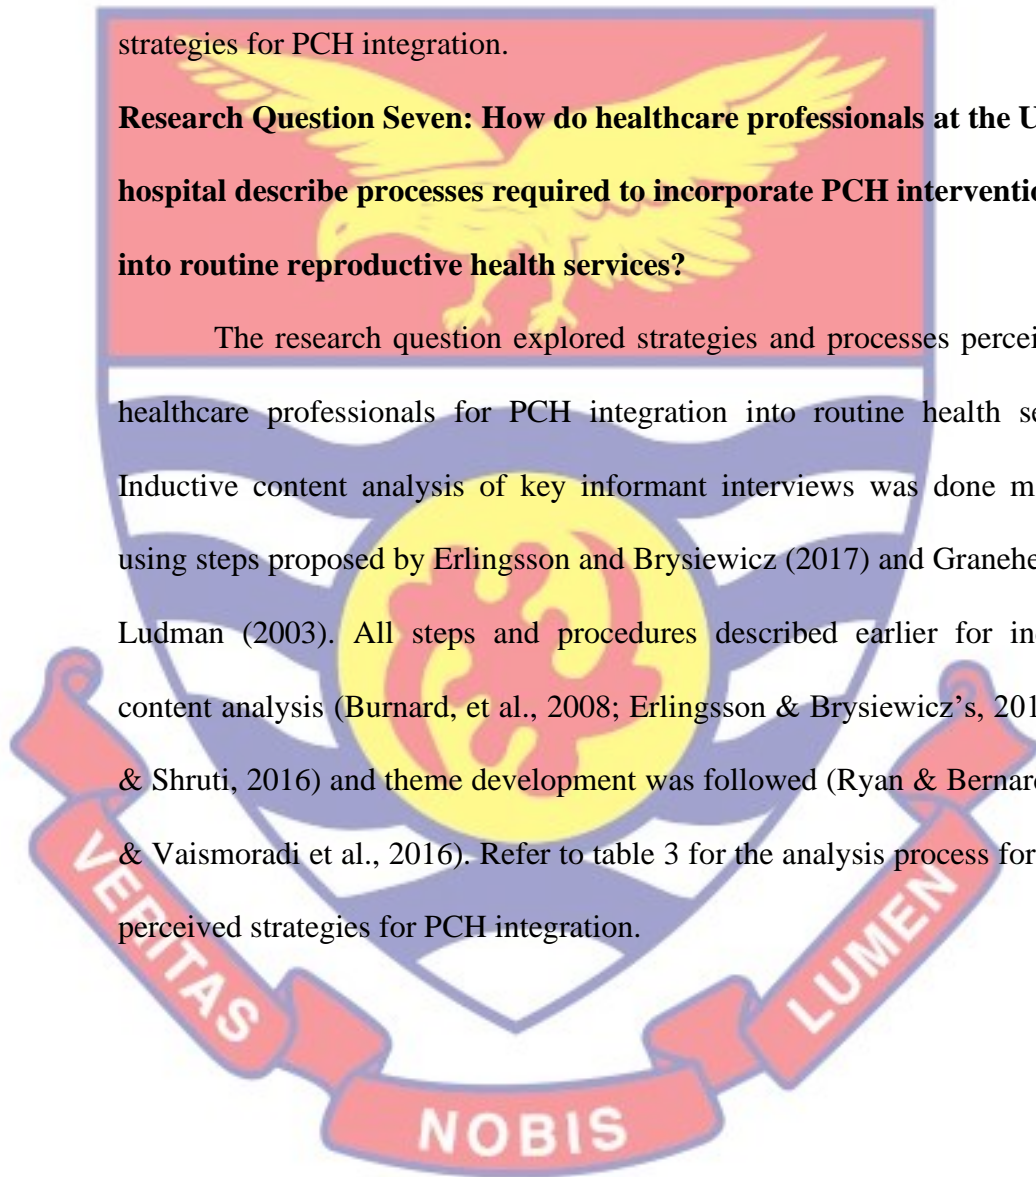 strategies for PCH integration.
Research Question Seven: How do healthcare professionals at the U
hospital describe processes required to incorporate PCH interventio
into routine reproductive health services?
The research question explored strategies and processes percei
healthcare professionals for PCH integration into routine health se
Inductive content analysis of key informant interviews was done m
using steps proposed by Erlingsson and Brysiewicz (2017) and Granehe
Ludman (2003). All steps and procedures described earlier for in
content analysis (Burnard, et al., 2008; Erlingsson & Brysiewicz’s, 201
& Shruti, 2016) and theme development was followed (Ryan & Bernard
& Vaismoradi et al., 2016). Refer to table 3 for the analysis process for
perceived strategies for PCH integration.
VERITAS
NOBIS
LUMEN